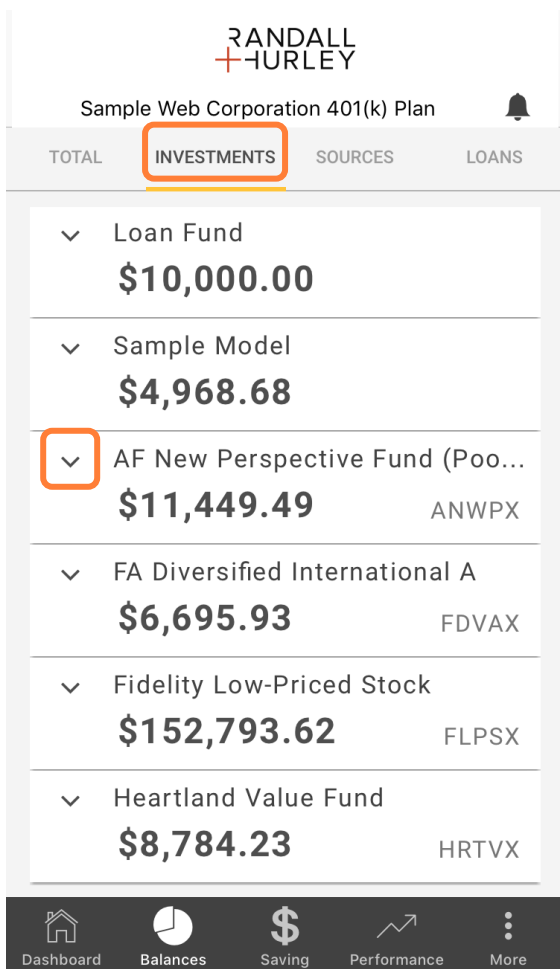 RANDALL
HURLEY
Sample Web Corporation 401(k) Plan
TOTAL INVESTMENTS SOURCES LOANS
Loan Fund
$10,000.00
Sample Model
$4,968.68
AF New Perspective Fund (Poo...
$11,449.49 ANWPX
FA Diversified International A
$6,695.93 FDVAX
Fidelity Low-Priced Stock
$152,793.62 FLPSX
Heartland Value Fund
$8,784.23 HRTVX
Dashboard Balances Saving Performance More